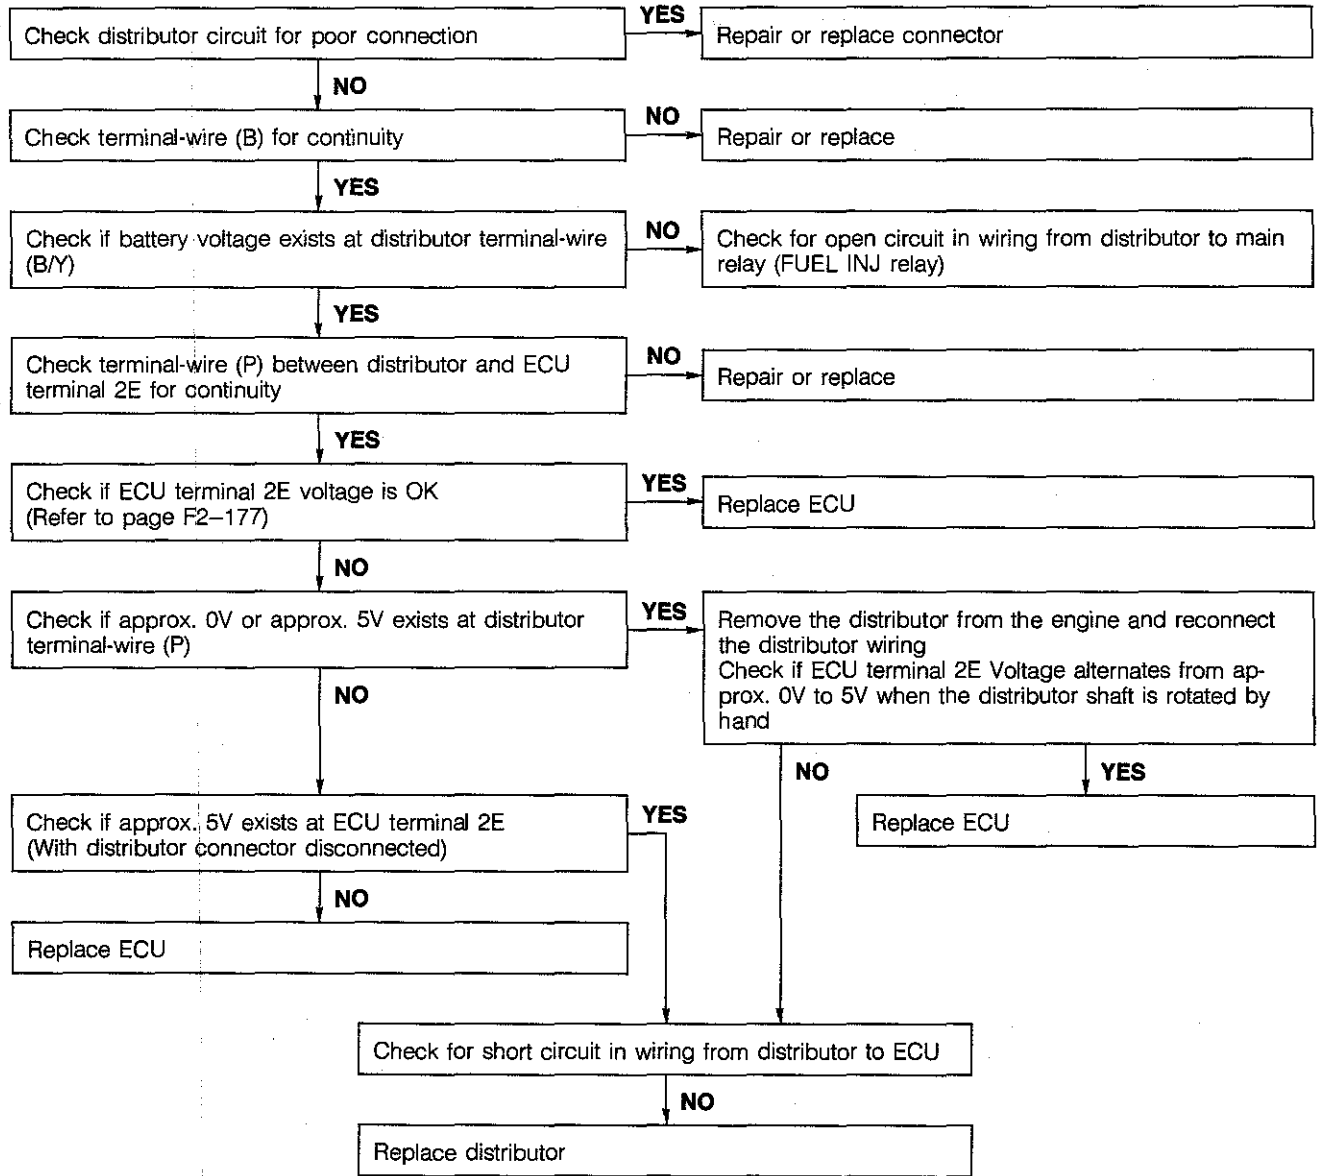 Check distributor circuit for poor connection
YES
Repair or replace connector
NO
Check terminal-wire (B) for continuity
NO
Repair or replace
YES
Check if battery voltage exists at distributor terminal-wire
(B/Y)
NO
Check for open circuit in wiring from distributor to main
relay (FUEL INJ relay)
YES
Check terminal-wire (P) between distributor and ECU
terminal 2E for continuity
NO
Repair or replace
YES
Check if ECU terminal 2E voltage is OK
(Refer to page F2–177)
YES
Replace ECU
NO
Check if approx. 0V or approx. 5V exists at distributor
terminal-wire (P)
YES
Remove the distributor from the engine and reconnect
the distributor wiring
Check if ECU terminal 2E Voltage alternates from ap-
prox. 0V to 5V when the distributor shaft is rotated by
hand
NO
NO
YES
Check if approx. 5V exists at ECU terminal 2E
(With distributor connector disconnected)
YES
Replace ECU
NO
Replace ECU
Check for short circuit in wiring from distributor to ECU
NO
Replace distributor